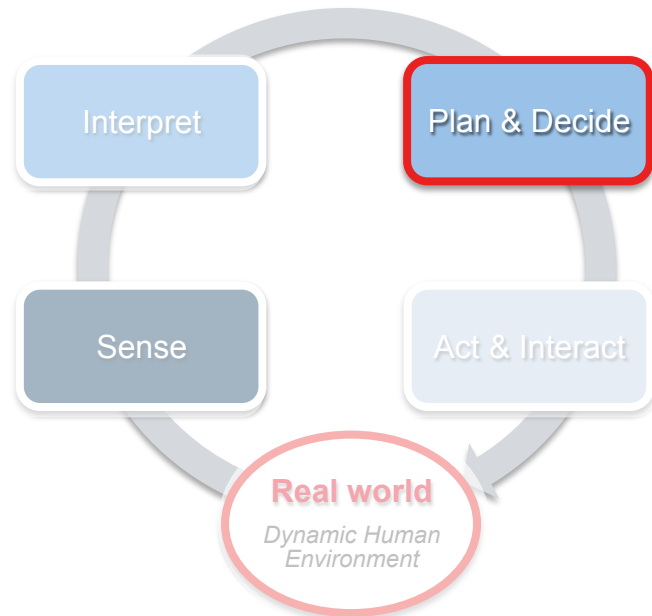 Interpret
Plan & Decide
Sense
Act & Interact
Real world
Dynamic Human
Environment